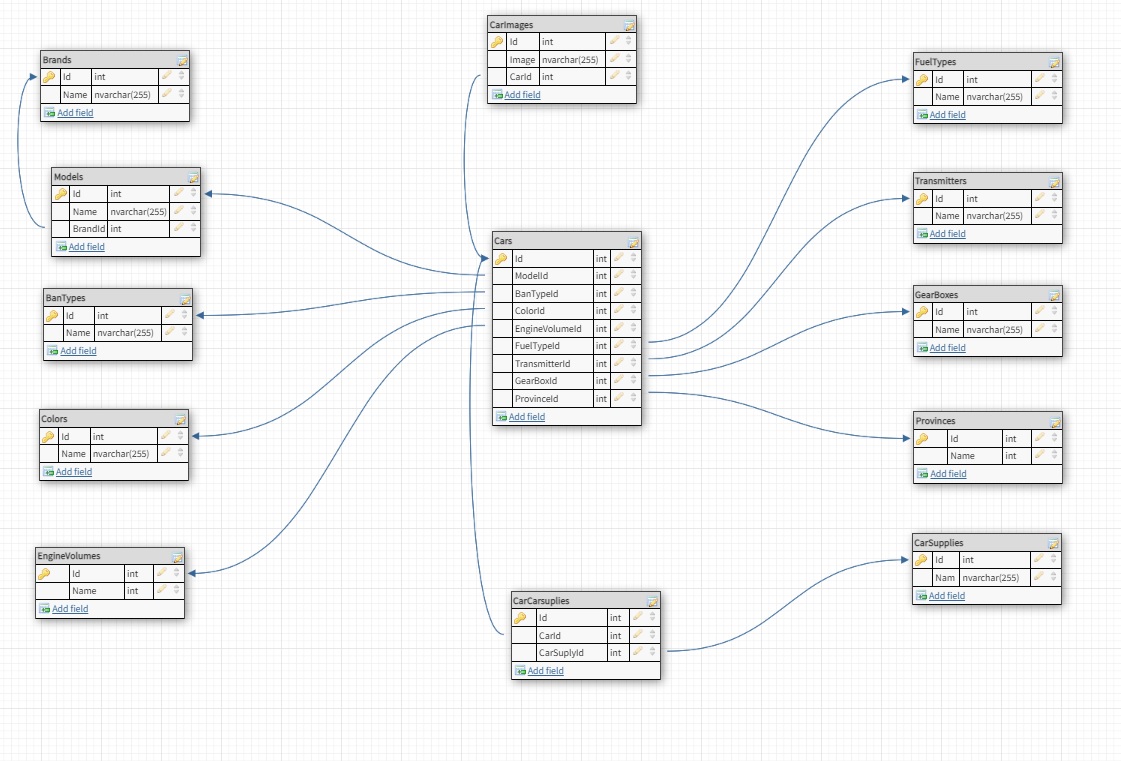 Brands
Id int
Name nvarchar(255)
Add field
Models
Id int
Name nvarchar(255)
BrandId int
Add field
BanTypes
Id int
Name nvarchar(255)
Add field
Colors
Id int
Name nvarchar(255)
Add field
EngineVolumes
Id int
Name int
Add field
CarImages
Id int
Image nvarchar(255)
CarId int
Add field
Cars
Id int
ModelId int
BanTypeId int
ColorId int
EngineVolumeId int
FuelTypeId int
TransmitterId int
GearBoxId int
ProvinceId int
Add field
CarCarsuplies
Id int
CarId int
CarSuplyId int
Add field
FuelTypes
Id int
Name nvarchar(255)
Add field
Transmitters
Id int
Name nvarchar(255)
Add field
GearBoxes
Id int
Name nvarchar(255)
Add field
Provinces
Id int
Name int
Add field
CarSupplies
Id int
Nam nvarchar(255)
Add field